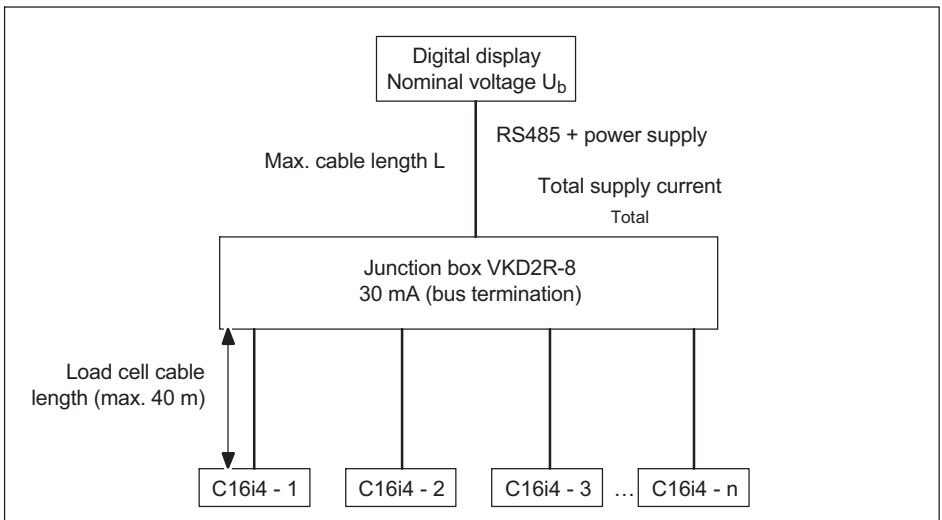 Digital display
Nominal voltage Ub
RS485 + power supply
Max. cable length L
Total supply current
Total
Junction box VKD2R-8
30 mA (bus termination)
Load cell cable
length (max. 40 m)
C16i4 - 1
C16i4 - 2
C16i4 - 3
...
C16i4 - n